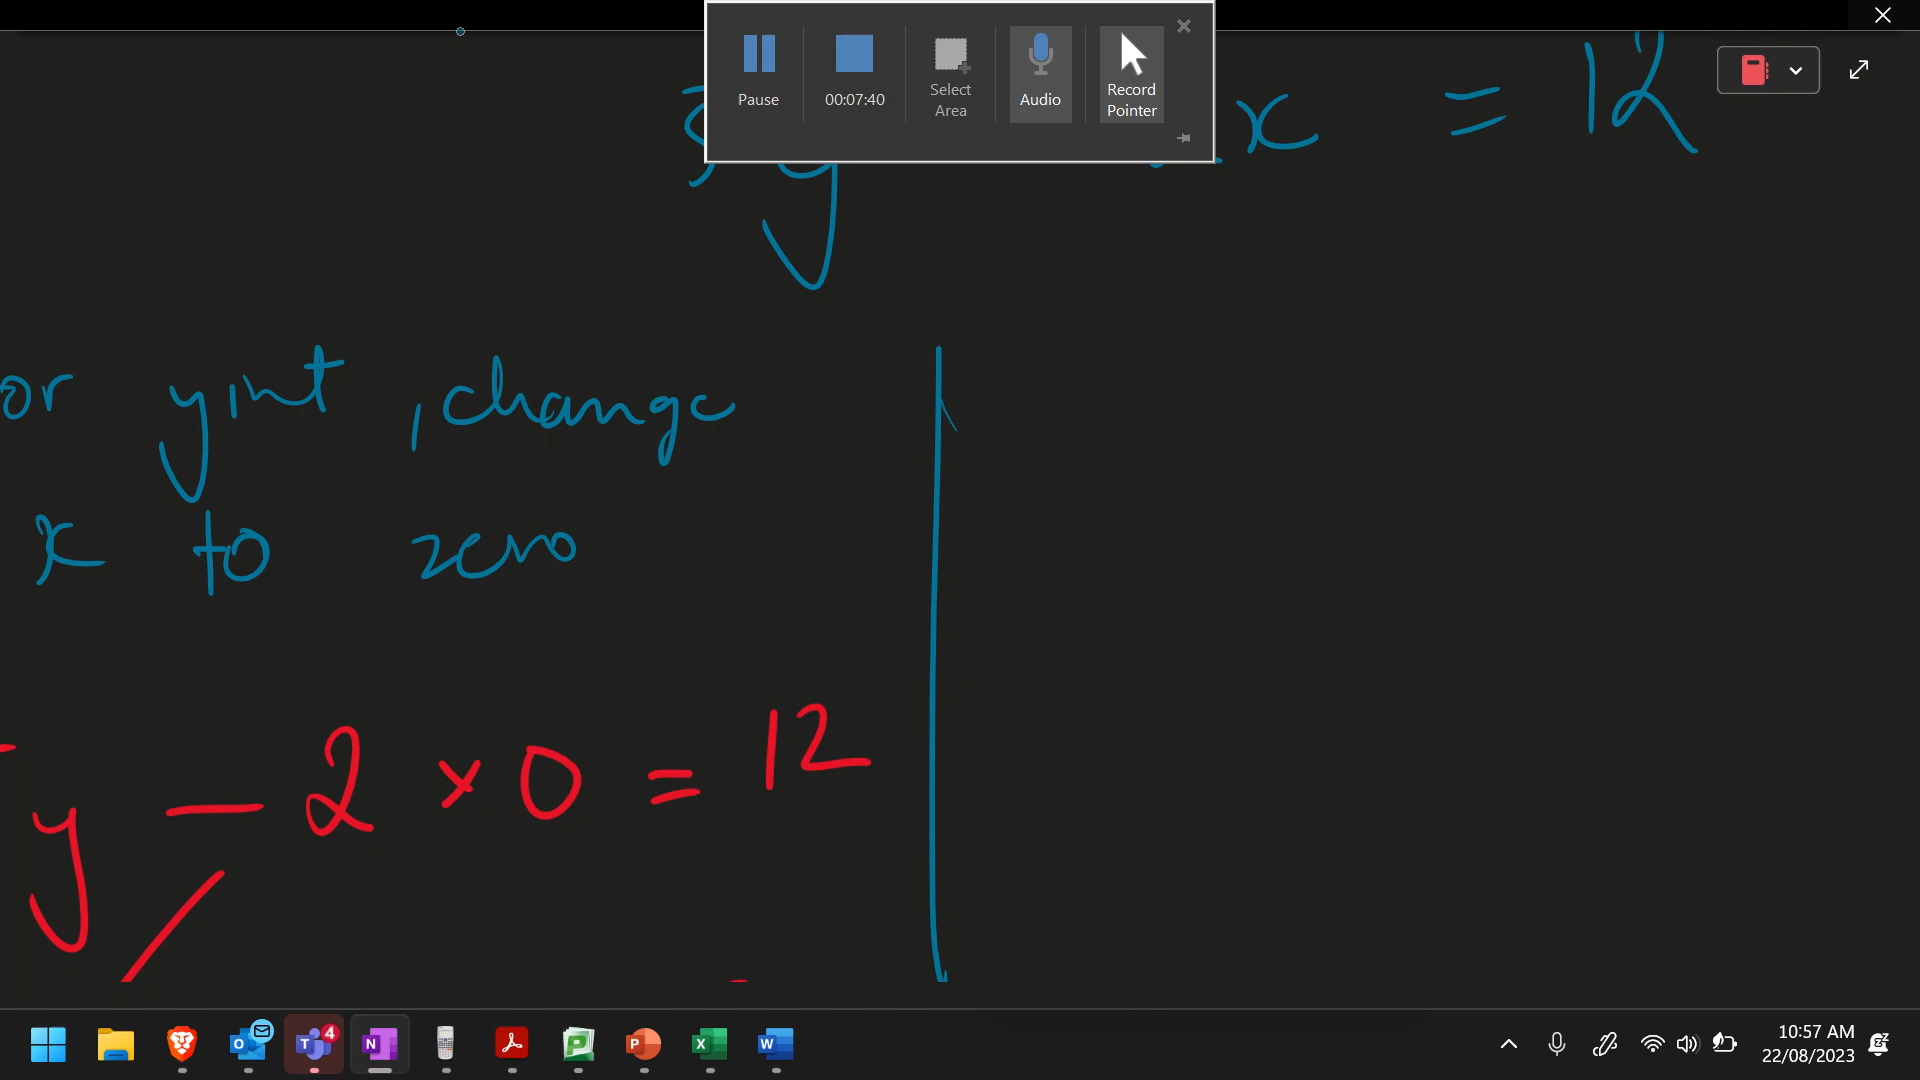 Pause
00:07:40
Select
Area
Audio
Record
Pointer
y x = 12
or y int, change
x to zero
y - 2 × 0 = 12
4
10:57 AM
22/08/2023